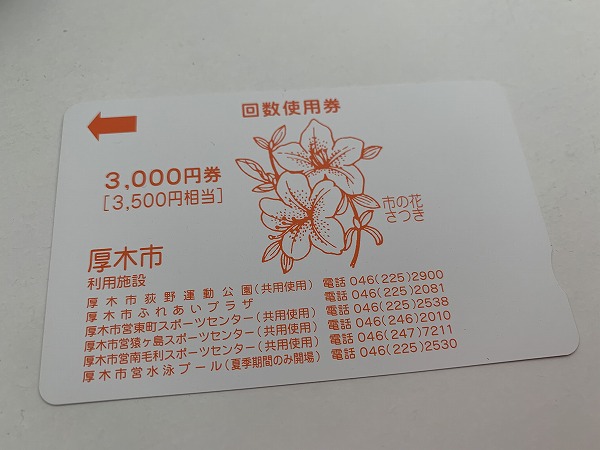 回数使用券
3,000円券
[3,500円相当]
市の花
さつき
厚木市
利用施設
厚木市荻野運動公園(共用使用) 電話 046(225)2900
厚木市ふれあいプラザ 電話 046(225)2081
厚木市営東町スポーツセンター(共用使用) 電話 046(225)2538
厚木市営猿ヶ島スポーツセンター(共用使用) 電話 046(246)2010
厚木市営南毛利スポーツセンター(共用使用) 電話 046(247)7211
厚木市営水泳プール(夏季期間のみ開場) 電話 046(225)2530